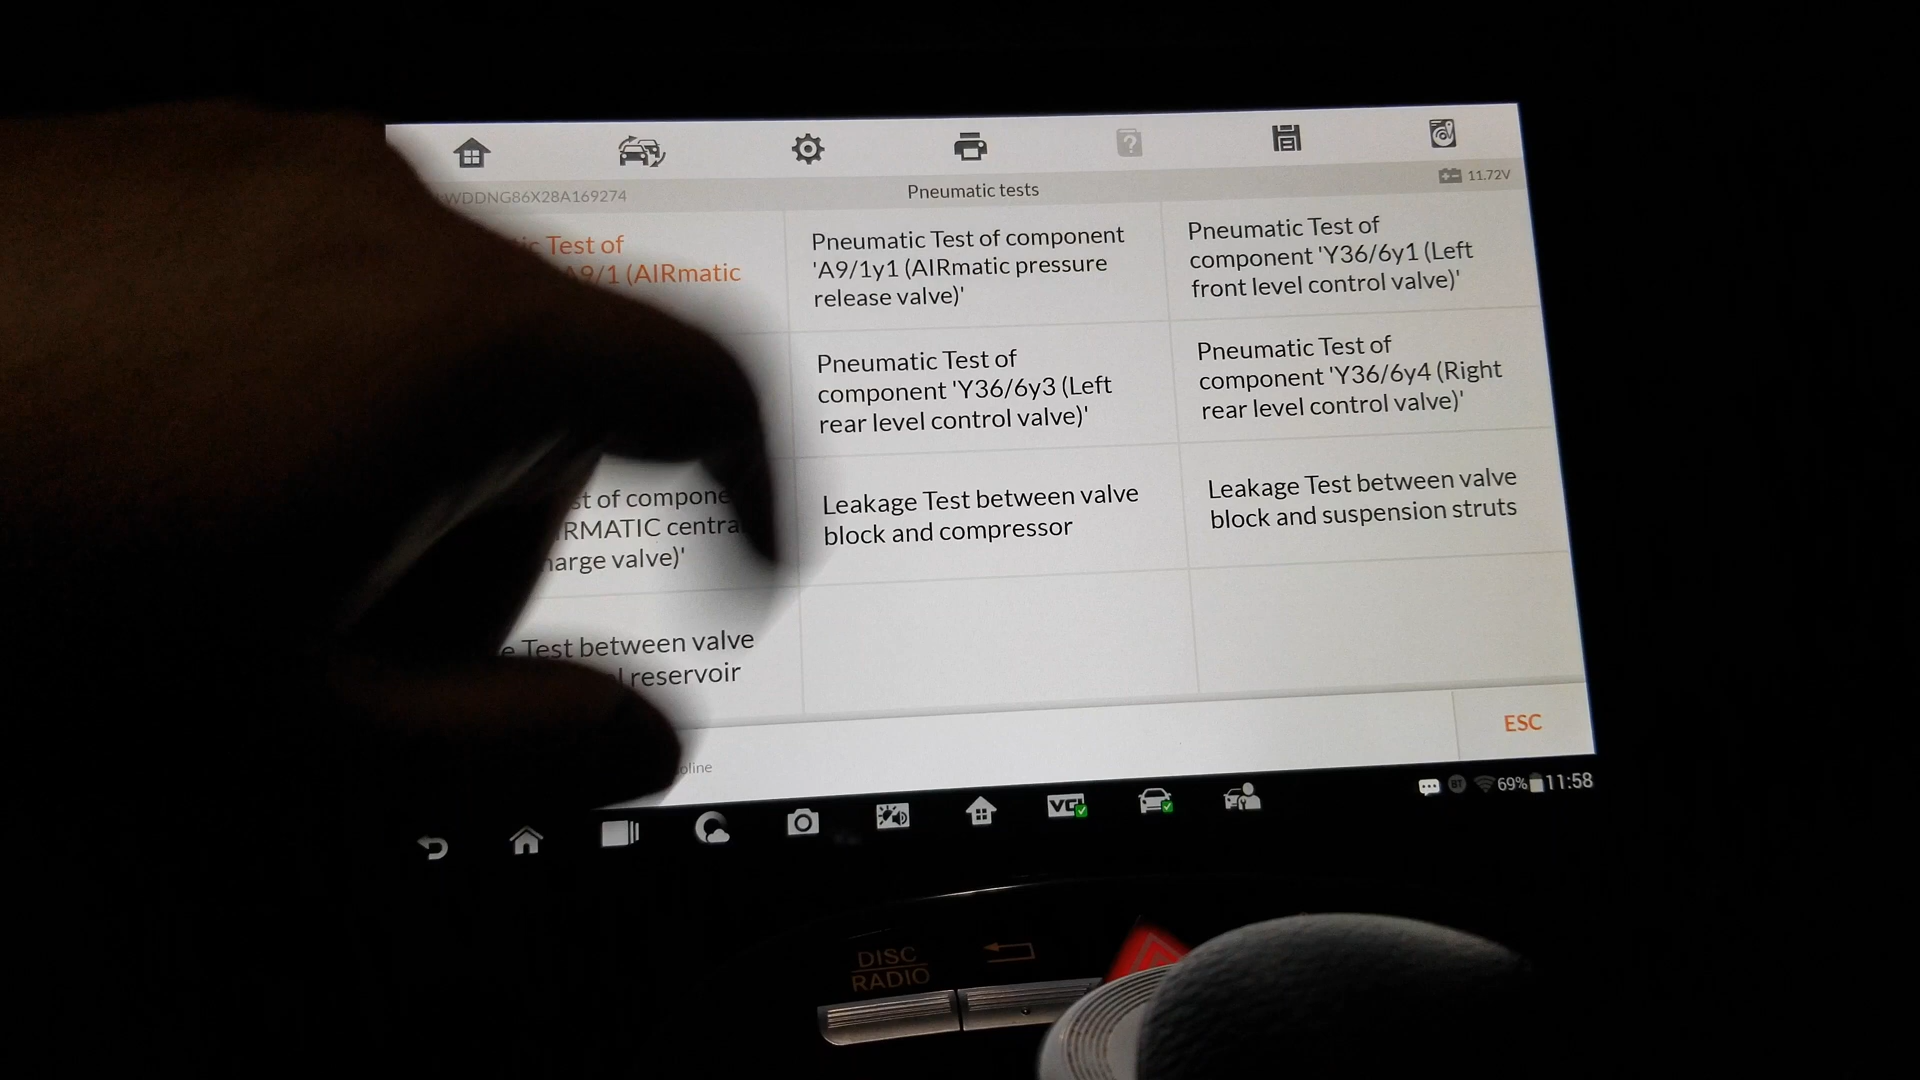 WDDNG86X28A169274
Pneumatic tests
11.72V
Test of
A9/1 (AIRmatic
Pneumatic Test of component
'A9/1y1 (AIRmatic pressure
release valve)'
Pneumatic Test of
component 'Y36/6y1 (Left
front level control valve)'
Pneumatic Test of
component 'Y36/6y3 (Left
rear level control valve)'
Pneumatic Test of
component 'Y36/6y4 (Right
rear level control valve)'
st of compone
IRMATIC centra
harge valve)'
Leakage Test between valve
block and compressor
Leakage Test between valve
block and suspension struts
e Test between valve
reservoir
ESC
oline
VCI
BT
69%
11:58
DISC
RADIO